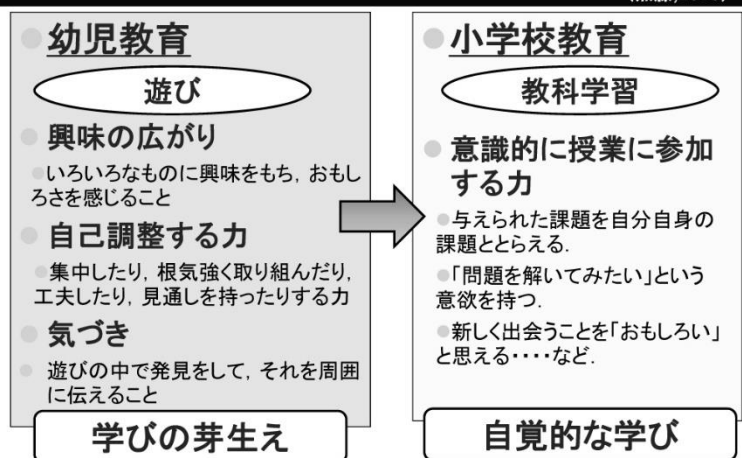 幼児教育
遊び
興味の広がり
いろいろなものに興味をもち，おもし
ろさを感じること
自己調整する力
集中したり，根気強く取り組んだり，
工夫したり，見通しを持ったりする力
気づき
遊びの中で発見をして，それを周囲
に伝えること
学びの芽生え
小学校教育
教科学習
意識的に授業に参加
する力
与えられた課題を自分自身の
課題ととらえる．
「問題を解いてみたい」という
意欲を持つ．
新しく出会うことを「おもしろい」
と思える・・・・など．
自覚的な学び